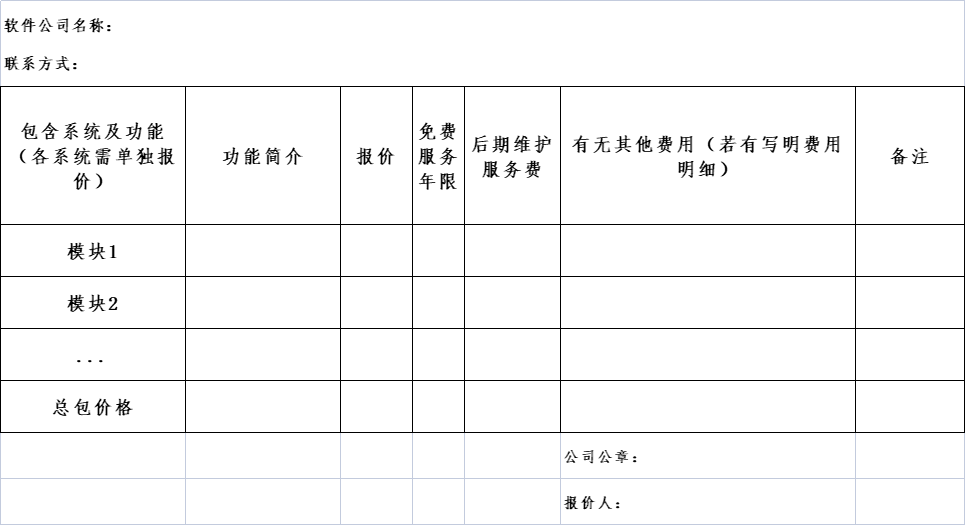 软件公司名称：
联系方式：
包含系统及功能
（各系统需单独报
价）
功能简介
报价
免费
服务
年限
后期维护
服务费
有无其他费用（若有写明费用
明细）
备注
模块1
模块2
...
总包价格
公司公章：
报价人：